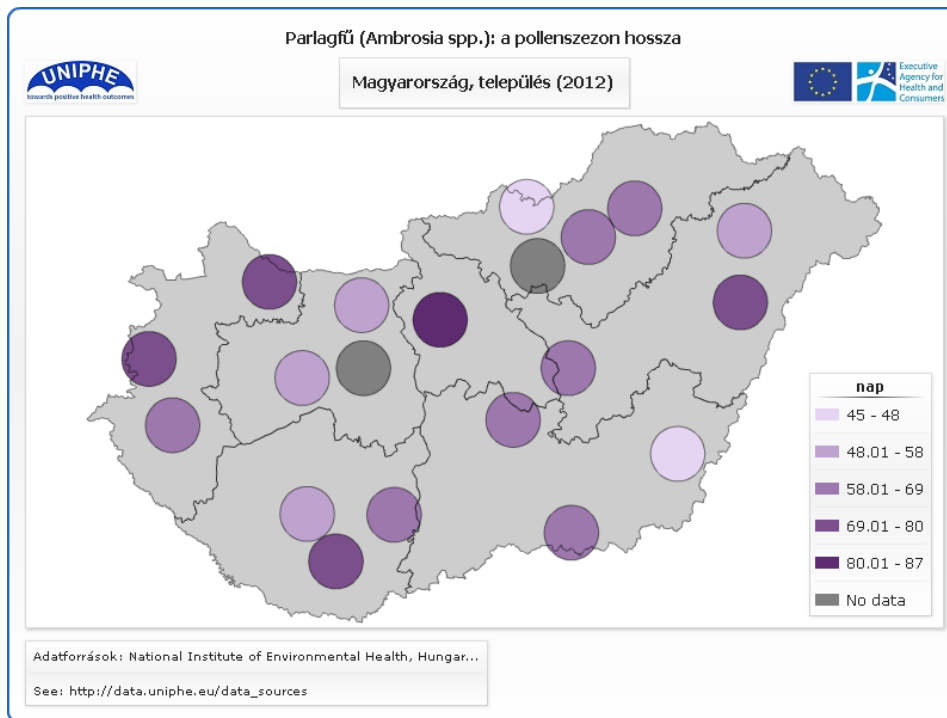 Parlagfű (Ambrosia spp.): a pollenszezon hossza
UNIPHE
towards positive health outcomes
Magyarország, település (2012)
Executive
Agency for
Health and
Consumers
nap
45 - 48
48.01 - 58
58.01 - 69
69.01 - 80
80.01 - 87
No data
Adatforrások: National Institute of Environmental Health, Hungar...
See: http://data.uniphe.eu/data_sources